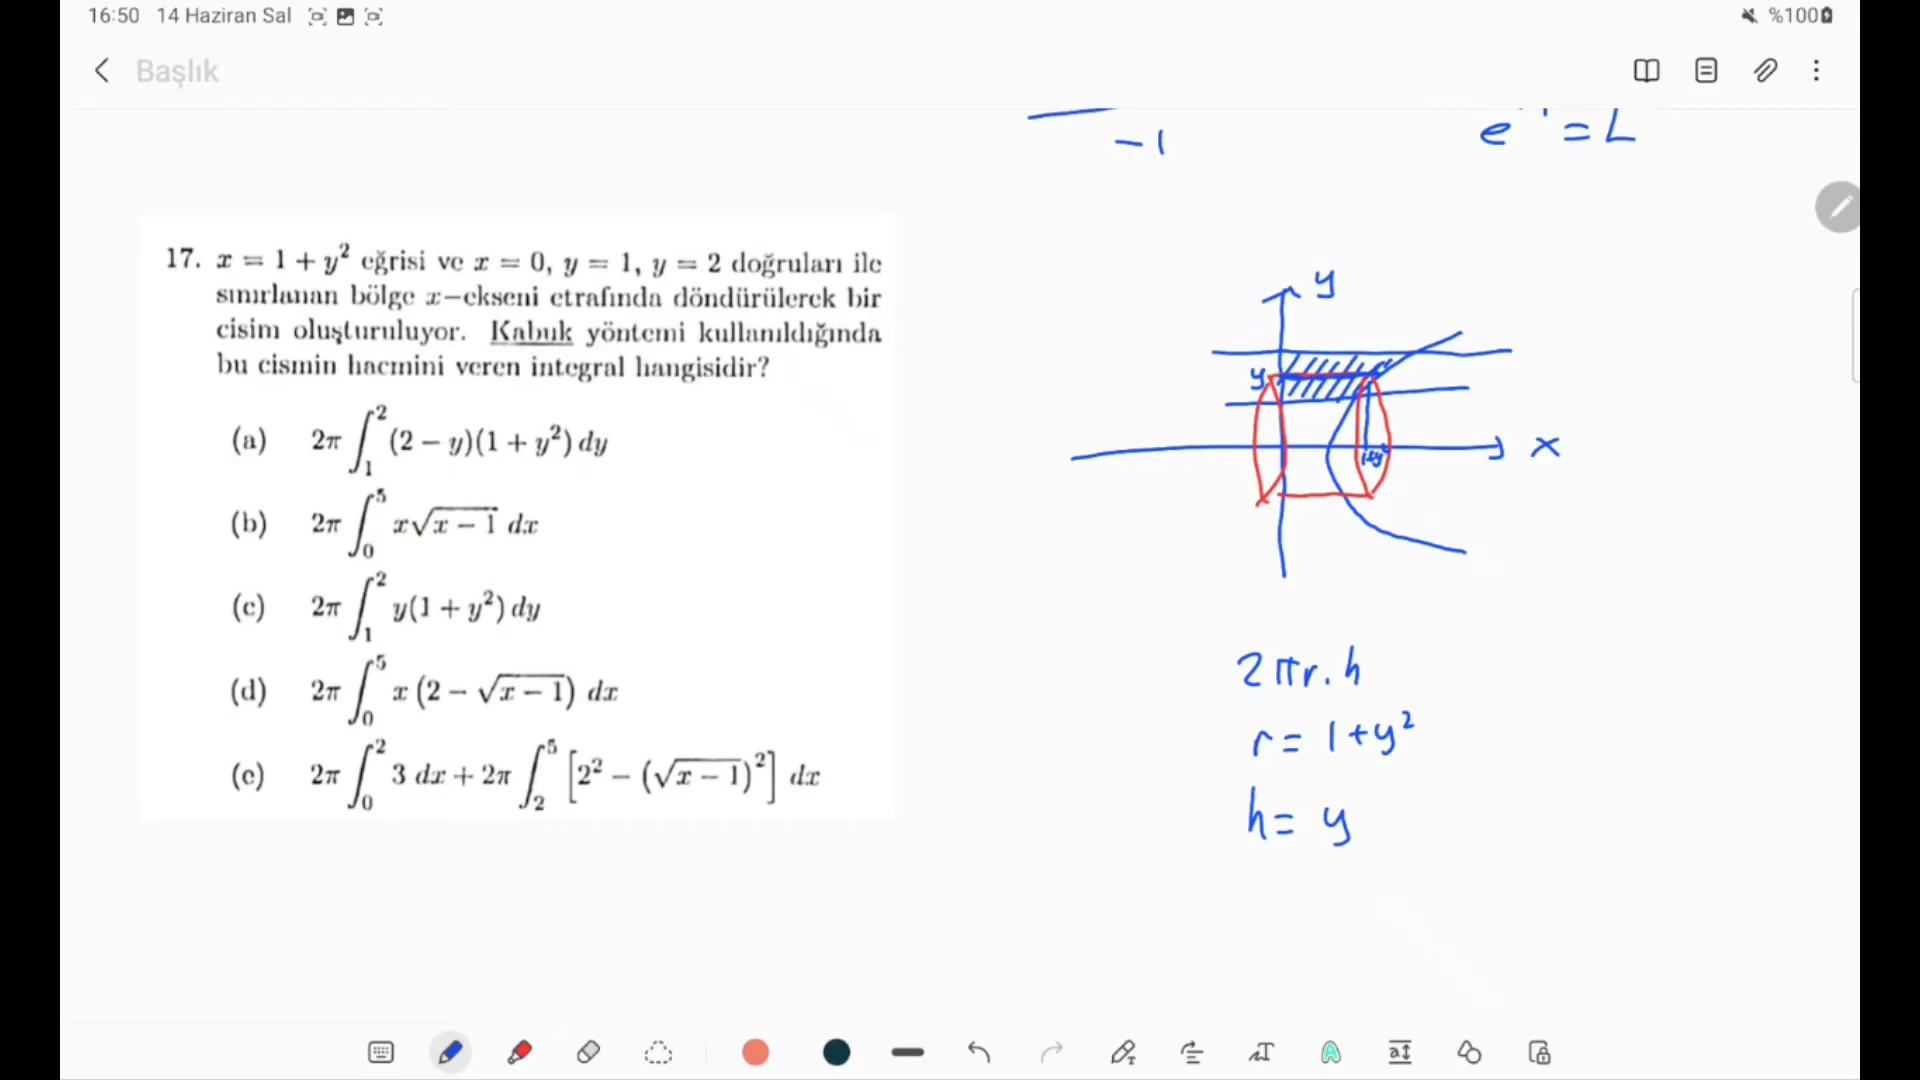 16:50 14 Haziran Sal %100
Başlık
-1
= L
17. x = 1 + y² eğrisi ve x = 0, y = 1, y = 2 doğruları ile
sınırlanan bölge x-ekseni etrafında döndürülerek bir
cisim oluşturuluyor. Kabuk yöntemi kullanıldığında
bu cismin hacmini veren integral hangisidir?
(a) 2π ∫₁² (2 − y)(1 + y²) dy
(b) 2π ∫₀⁵ x√(x − 1) dx
(c) 2π ∫₁² y(1 + y²) dy
(d) 2π ∫₀⁵ x (2 − √(x − 1)) dx
(e) 2π ∫₀² 3 dx + 2π ∫₂⁵ [2² − (√(x − 1))²] dx
y
y
x
1+y²
2πr.h
r = 1+y²
h = y